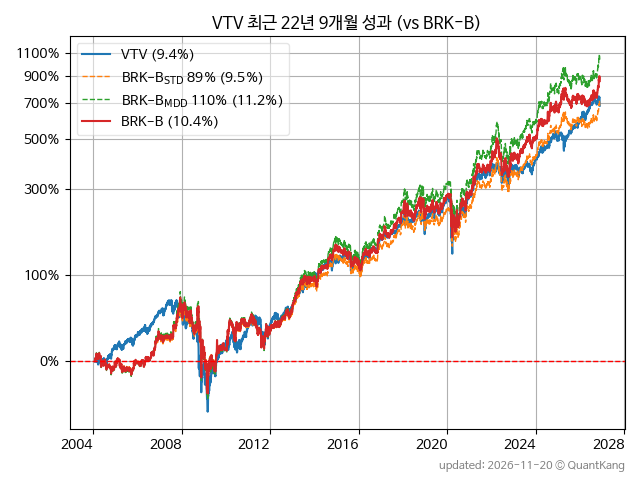 VTV 최근 22년 9개월 성과 (vs BRK-B)
VTV (9.4%)
BRK-B_STD 89% (9.5%)
BRK-B_MDD 110% (11.2%)
BRK-B (10.4%)
1100%
900%
700%
500%
300%
100%
0%
2004 2008 2012 2016 2020 2024 2028
updated: 2026-11-20 © QuantKang